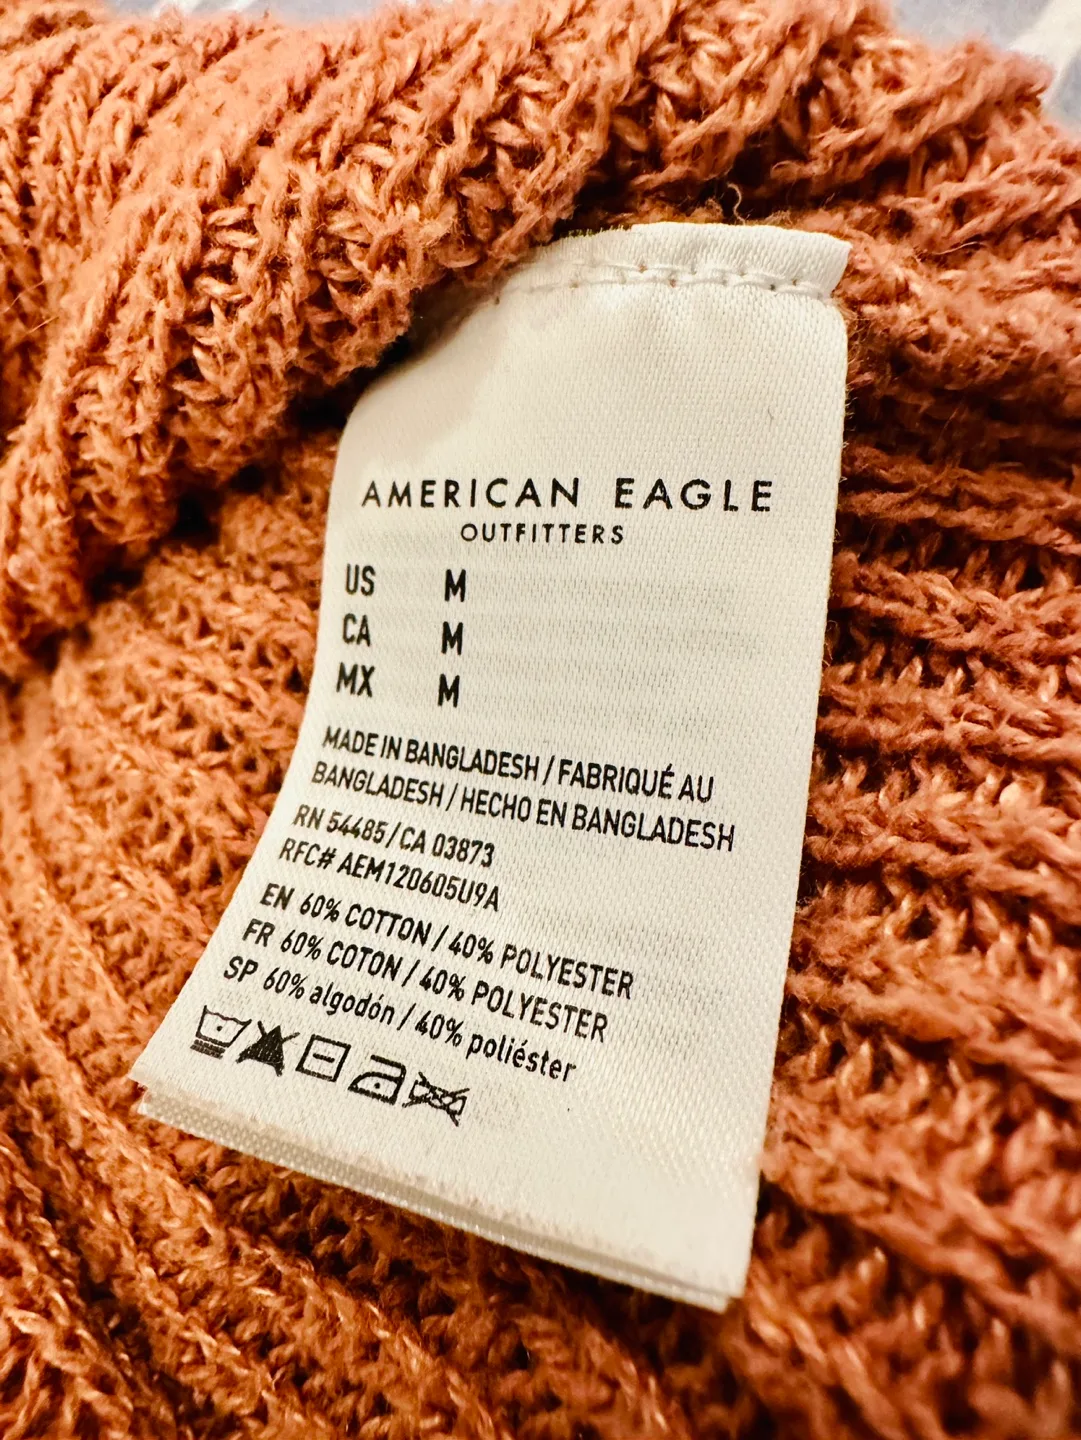 AMERICAN EAGLE
OUTFITTERS
US M
CA M
MX M
MADE IN BANGLADESH / FABRIQUÉ AU
BANGLADESH / HECHO EN BANGLADESH
RN 54485 / CA 03873
RFC# AEM120605U9A
EN 60% COTTON / 40% POLYESTER
FR 60% COTON / 40% POLYESTER
SP 60% algodón / 40% poliéster